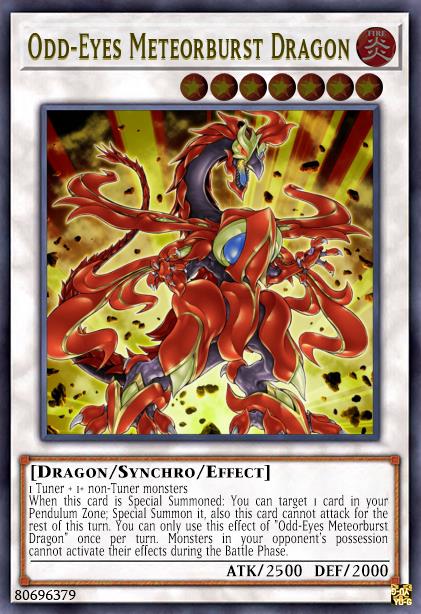 ODD-EYES METEORBURST DRAGON
FIRE
炎
[DRAGON/SYNCHRO/EFFECT]
1 Tuner + 1+ non-Tuner monsters
When this card is Special Summoned: You can target 1 card in your
Pendulum Zone; Special Summon it, also this card cannot attack for the
rest of this turn. You can only use this effect of "Odd-Eyes Meteorburst
Dragon" once per turn. Monsters in your opponent's possession
cannot activate their effects during the Battle Phase.
ATK/2500 DEF/2000
80696379